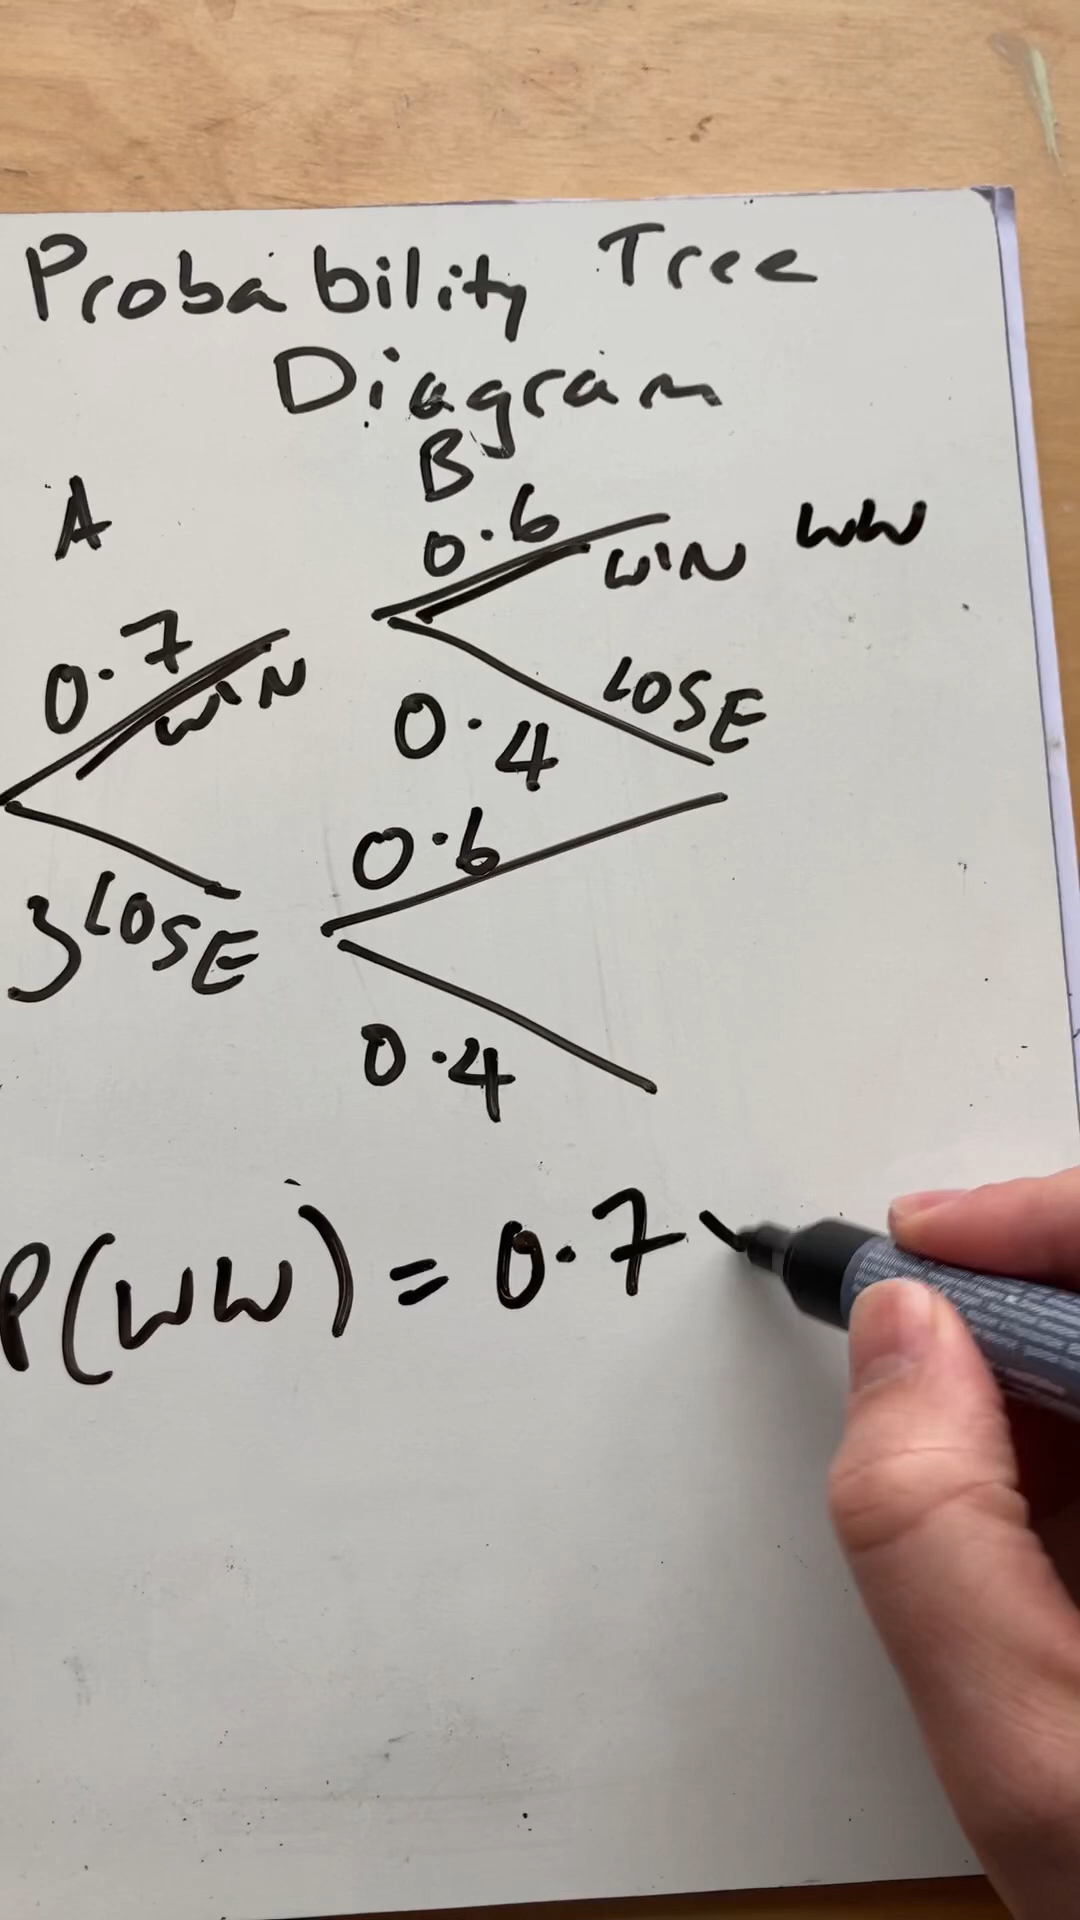 Probability Tree
Diagram
A
B
0.7
WIN
0.6
WIN
WW
0.4
LOSE
3 LOSE
0.6
0.4
P(WW) = 0.7